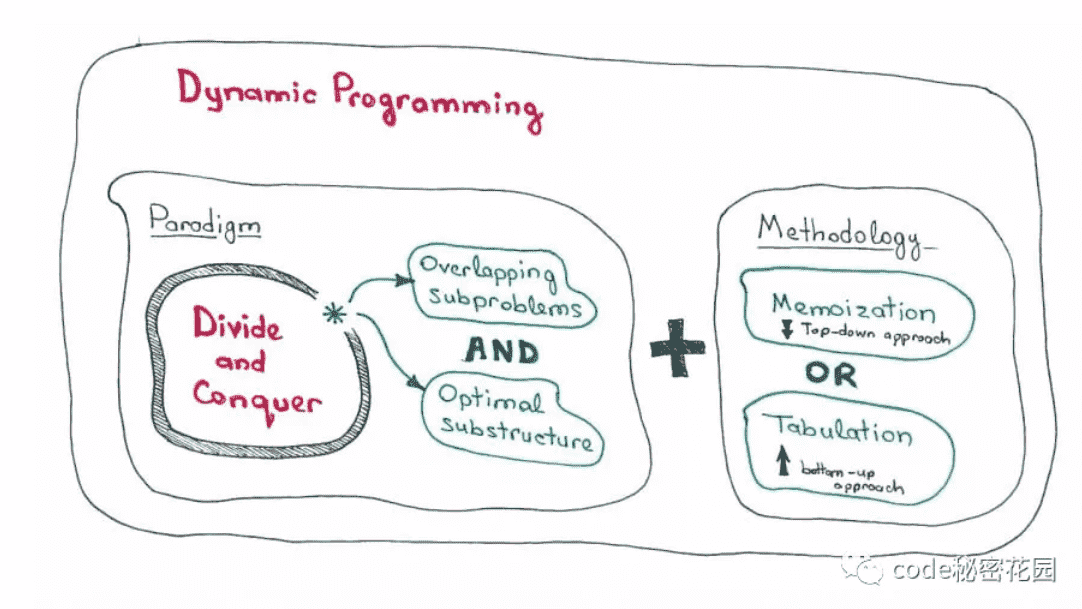 Dynamic Programming
Paradigm
Divide
and
Conquer
*
Overlapping
subproblems
AND
Optimal
substructure
+
Methodology
Memoization
Top-down approach
OR
Tabulation
bottom-up
approach
code秘密花园